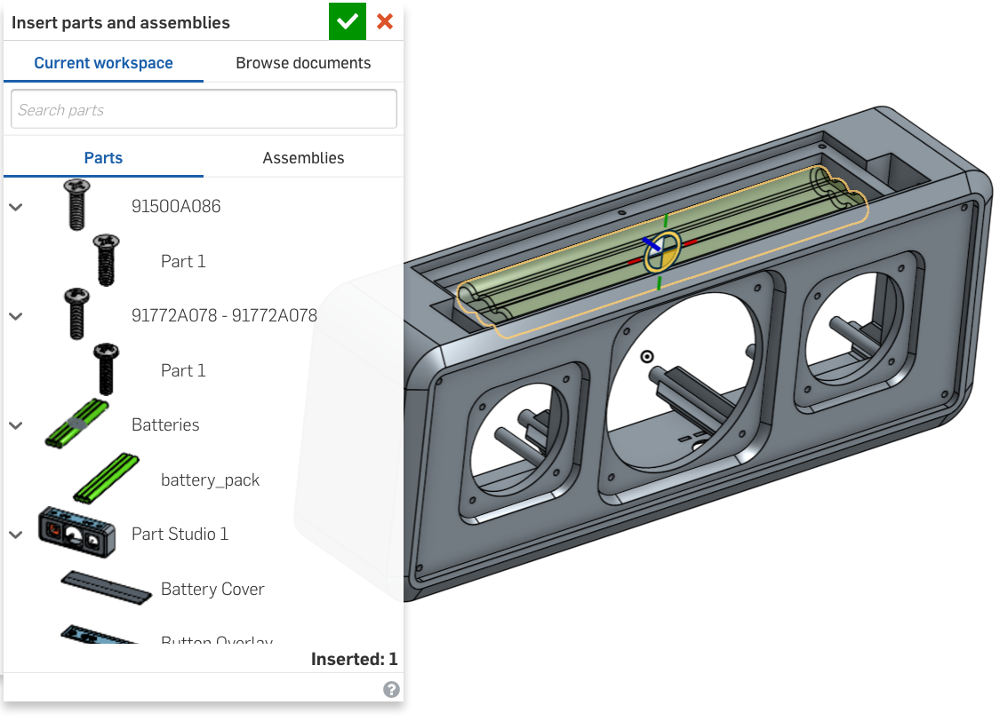 Insert parts and assemblies
Current workspace
Browse documents
Search parts
Parts
Assemblies
91500A086
Part 1
91772A078 - 91772A078
Part 1
Batteries
battery_pack
Part Studio 1
Battery Cover
Button Overlay
Inserted: 1
?